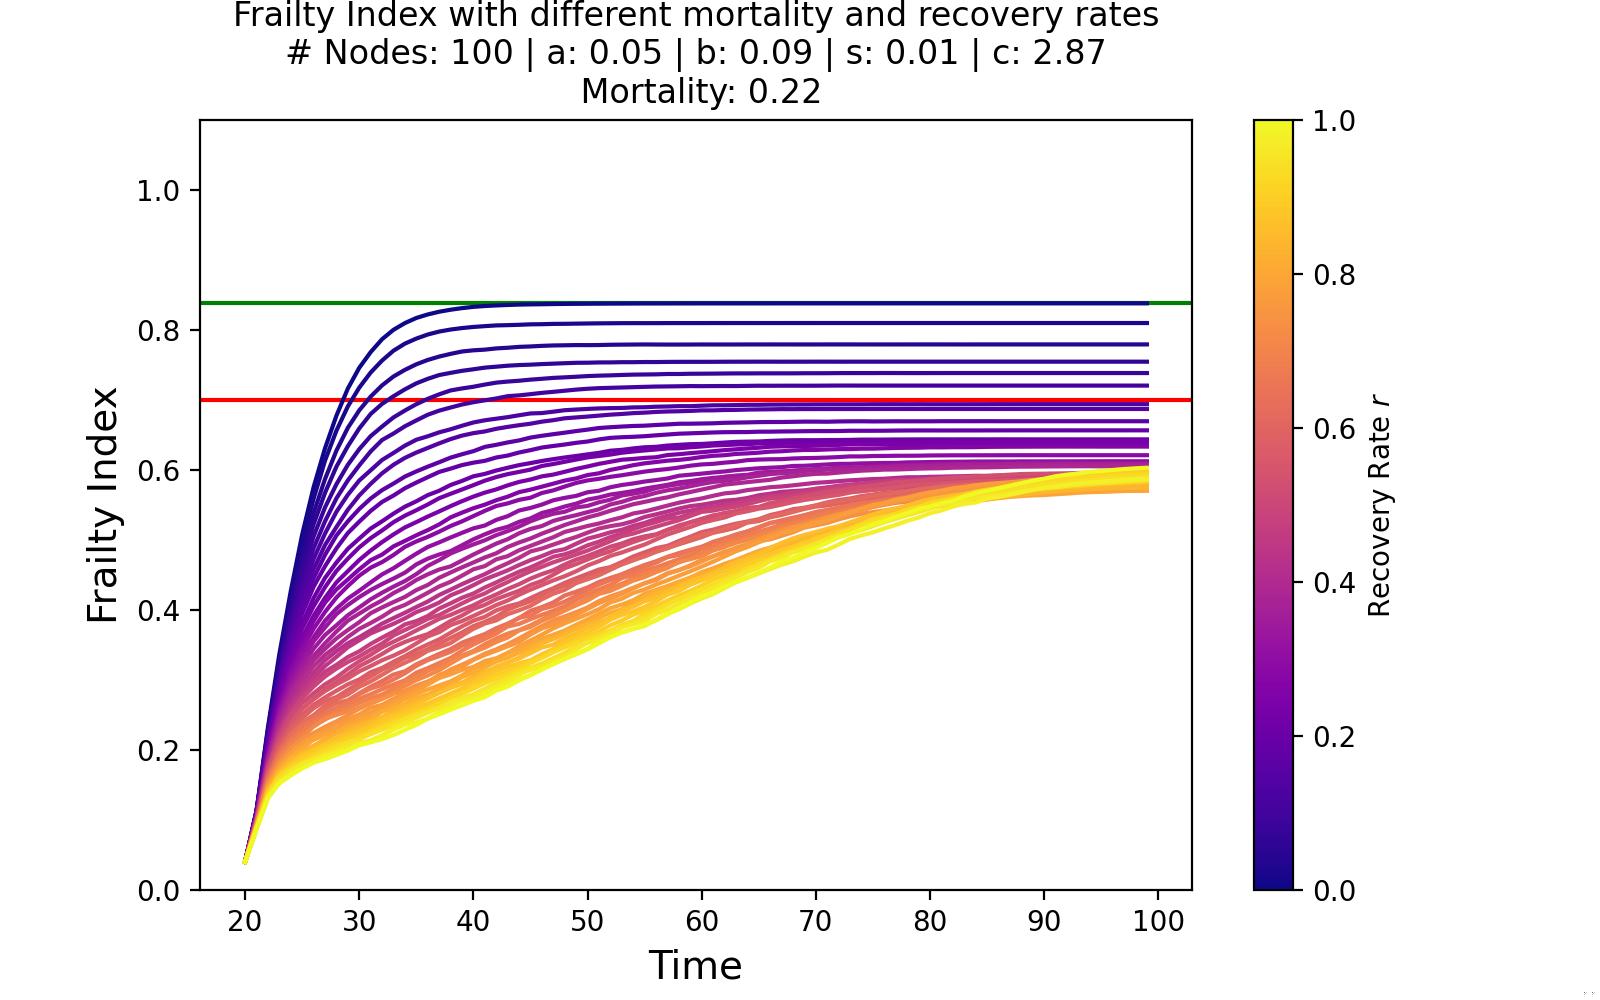 Frailty Index with different mortality and recovery rates
# Nodes: 100 | a: 0.05 | b: 0.09 | s: 0.01 | c: 2.87
Mortality: 0.22
1.0
0.8
0.6
0.4
0.2
0.0
Frailty Index
20 30 40 50 60 70 80 90 100
Time
1.0
0.8
0.6
0.4
0.2
0.0
Recovery Rate r